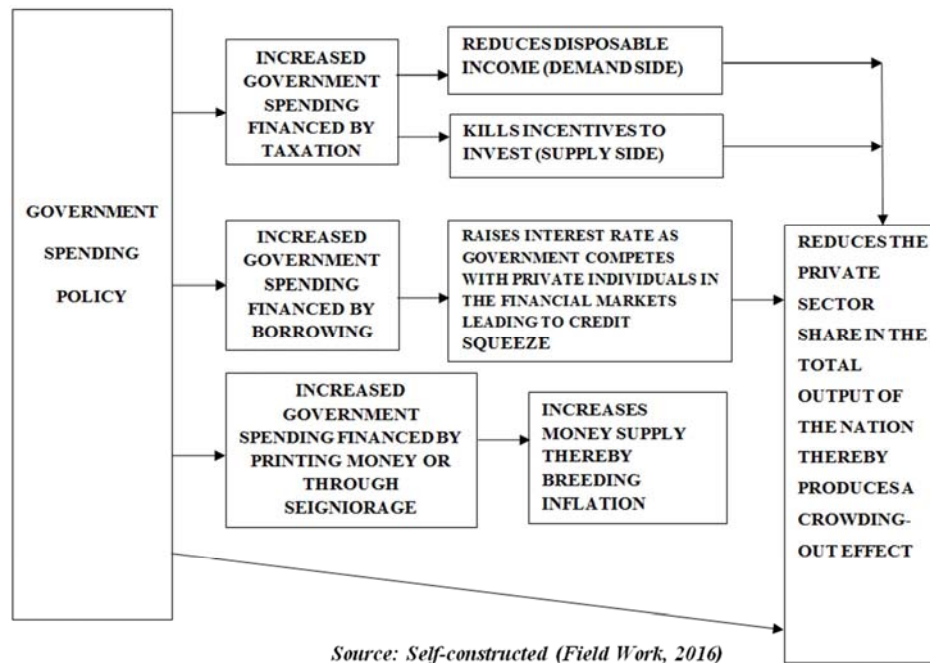 GOVERNMENT
SPENDING
POLICY
INCREASED
GOVERNMENT
SPENDING
FINANCED BY
TAXATION
REDUCES DISPOSABLE
INCOME (DEMAND SIDE)
KILLS INCENTIVES TO
INVEST (SUPPLY SIDE)
INCREASED
GOVERNMENT
SPENDING
FINANCED BY
BORROWING
RAISES INTEREST RATE AS
GOVERNMENT COMPETES
WITH PRIVATE INDIVIDUALS IN
THE FINANCIAL MARKETS
LEADING TO CREDIT
SQUEEZE
INCREASED
GOVERNMENT
SPENDING FINANCED BY
PRINTING MONEY OR
THROUGH
SEIGNIORAGE
INCREASES
MONEY SUPPLY
THEREBY
BREEDING
INFLATION
REDUCES THE
PRIVATE
SECTOR
SHARE IN THE
TOTAL
OUTPUT OF
THE NATION
THEREBY
PRODUCES A
CROWDING-
OUT EFFECT
Source: Self-constructed (Field Work, 2016)